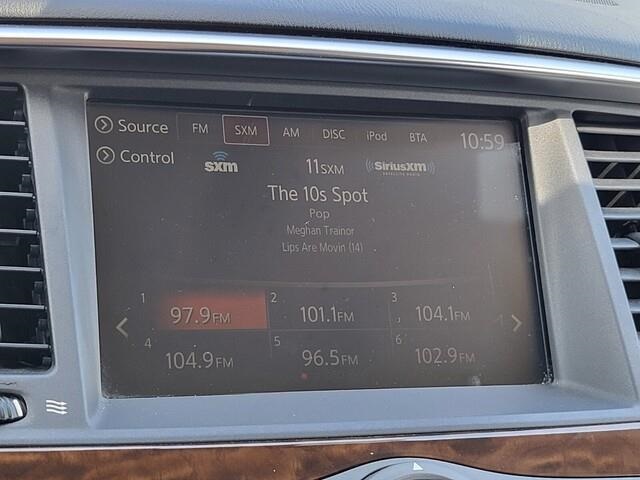 Source FM SXM AM DISC iPod BTA 10:59
Control sxm 11SXM ((SiriusXM))
SATELLITE RADIO
The 10s Spot
Pop
Meghan Trainor
Lips Are Movin (14)
1 97.9FM 2 101.1FM 3 104.1FM
4 104.9FM 5 96.5FM 6 102.9FM